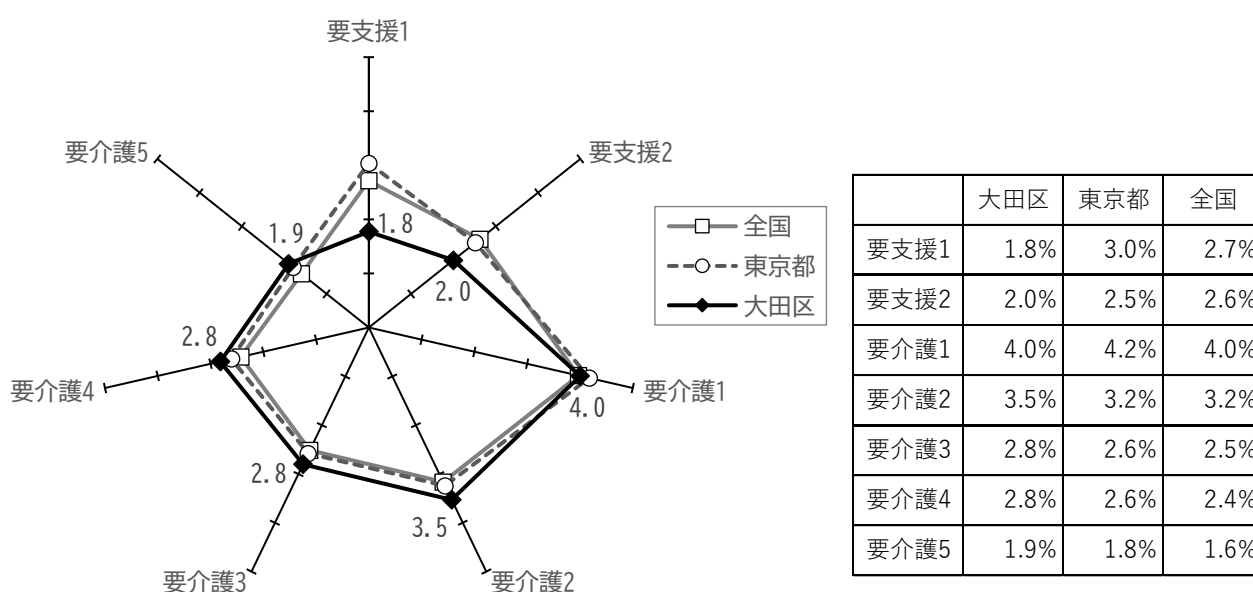 要支援1
要介護5
要支援2
1.9
1.8
2.0
2.8
要介護4
要介護1
4.0
2.8
3.5
要介護3
要介護2
全国
東京都
大田区
大田区 東京都 全国
要支援1 1.8% 3.0% 2.7%
要支援2 2.0% 2.5% 2.6%
要介護1 4.0% 4.2% 4.0%
要介護2 3.5% 3.2% 3.2%
要介護3 2.8% 2.6% 2.5%
要介護4 2.8% 2.6% 2.4%
要介護5 1.9% 1.8% 1.6%